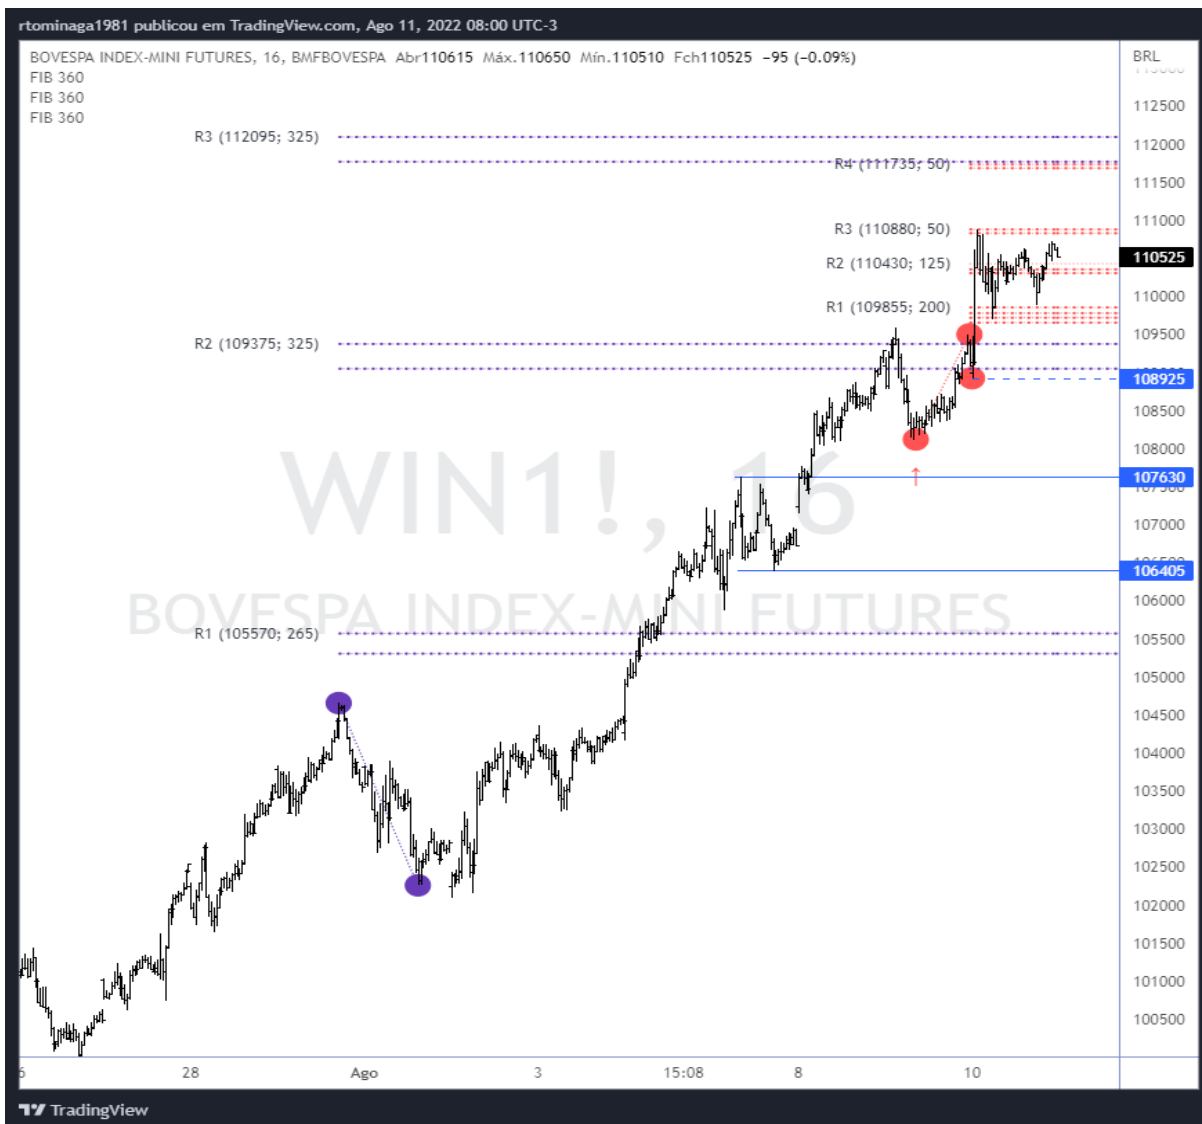 rtominaga1981 publicou em TradingView.com, Ago 11, 2022 08:00 UTC-3
BOVESPA INDEX-MINI FUTURES, 16, BMFBOVESPA Abr110615 Máx.110650 Mín.110510 Fch110525 −95 (−0.09%)
BRL
FIB 360
FIB 360
FIB 360
112500
R3 (112095; 325)
112000
R4 (111735; 50)
111500
111000
R3 (110880; 50)
110525
R2 (110430; 125)
110000
R1 (109855; 200)
109500
R2 (109375; 325)
108925
108500
108000
107630
WIN1!, 16
107000
106405
106000
BOVESPA INDEX-MINI FUTURES
R1 (105570; 265)
105500
105000
104500
104000
103500
103000
102500
102000
101500
101000
100500
28 Ago 3 15:08 8 10
TradingView